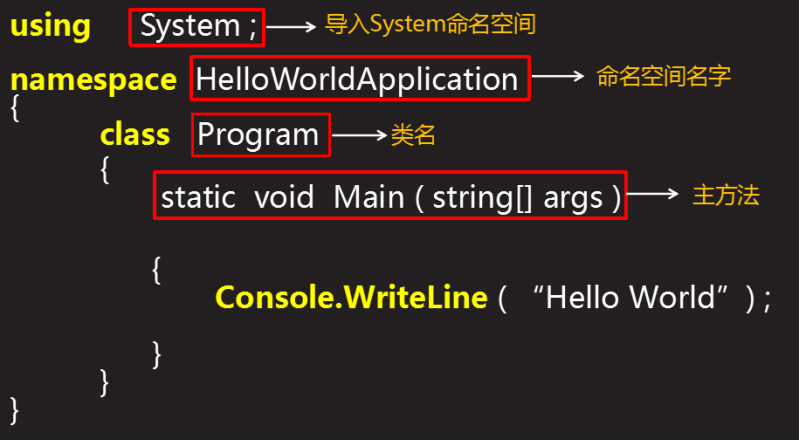 using System ; 导入System命名空间
namespace HelloWorldApplication 命名空间名字
{
class Program 类名
{
static void Main ( string[] args ) 主方法
{
Console.WriteLine ( “Hello World” ) ;
}
}
}